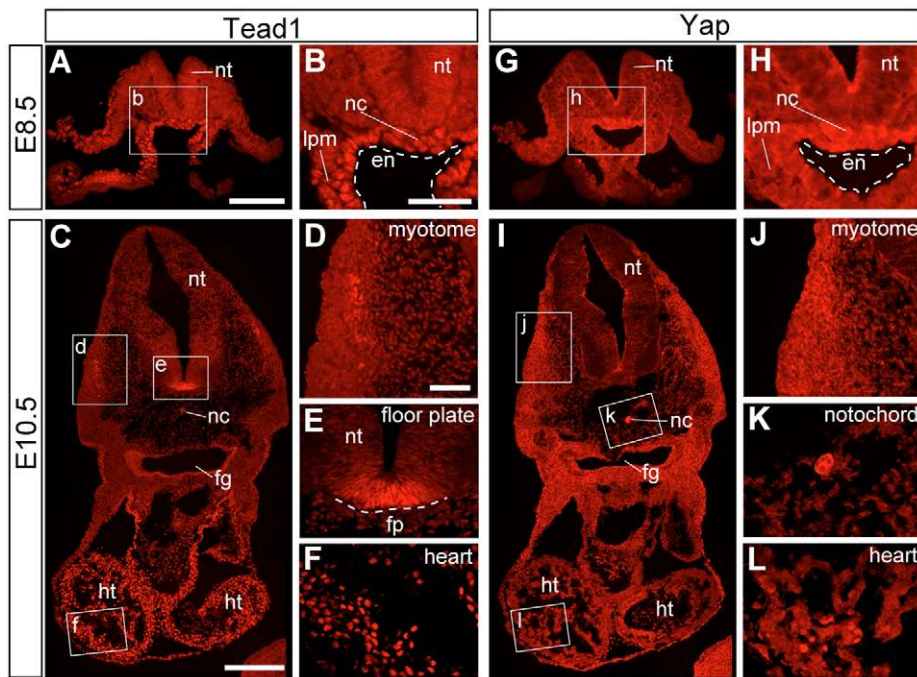 Tead1
Yap
E8.5
A
nt
b
B
nt
nc
lpm
en
G
nt
h
H
nt
nc
lpm
en
E10.5
C
nt
d
e
nc
fg
ht
ht
f
D
myotome
E
floor plate
nt
fp
F
heart
I
nt
j
k
nc
fg
ht
ht
l
J
myotome
K
notochord
L
heart